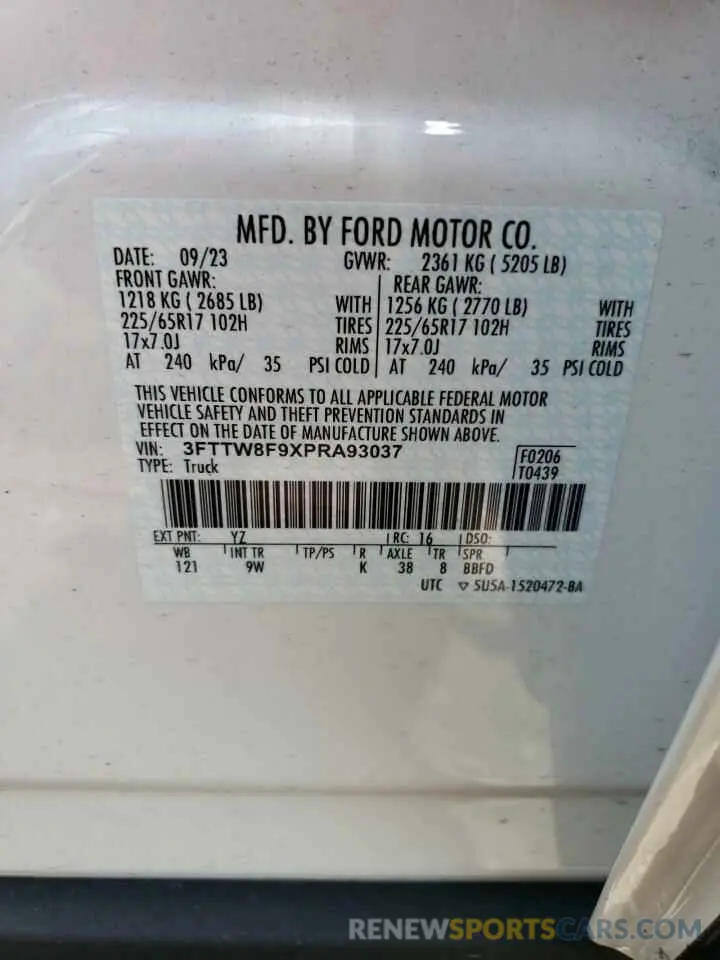 MFD. BY FORD MOTOR CO.
DATE: 09/23 GVWR: 2361 KG ( 5205 LB)
FRONT GAWR: REAR GAWR:
1218 KG ( 2685 LB) WITH 1256 KG ( 2770 LB) WITH
225/65R17 102H TIRES 225/65R17 102H TIRES
17x7.0J RIMS 17x7.0J RIMS
AT 240 kPa/ 35 PSI COLD AT 240 kPa/ 35 PSI COLD
THIS VEHICLE CONFORMS TO ALL APPLICABLE FEDERAL MOTOR
VEHICLE SAFETY AND THEFT PREVENTION STANDARDS IN
EFFECT ON THE DATE OF MANUFACTURE SHOWN ABOVE.
VIN: 3FTTW8F9XPRA93037 F0206
TYPE: Truck T0439
EXT PNT: YZ RC: 16 DSO:
WB INT TR TP/PS R AXLE TR SPR
121 9W K 38 8 BBFD
UTC ▽ 5U5A-1520472-BA
RENEWSPORTSCARS.COM